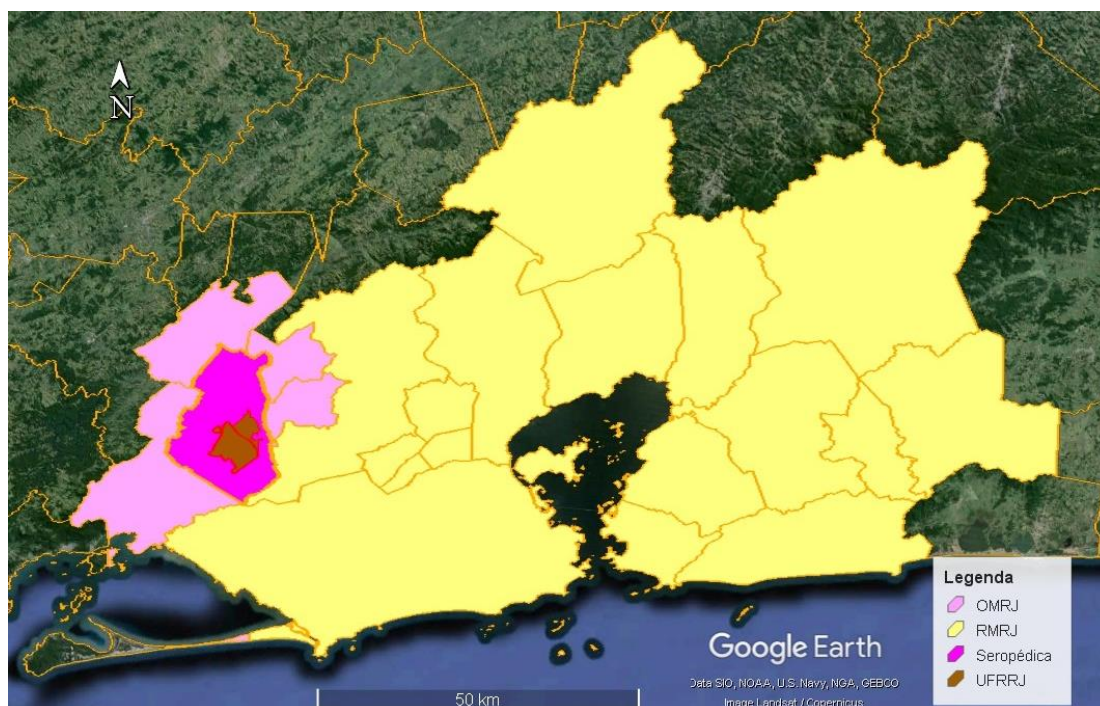 N
Legenda
OMRJ
RMRJ
Seropédica
UFRRJ
Google Earth
Data SIO, NOAA, U.S. Navy, NGA, GEBCO
Image Landsat / Copernicus
50 km